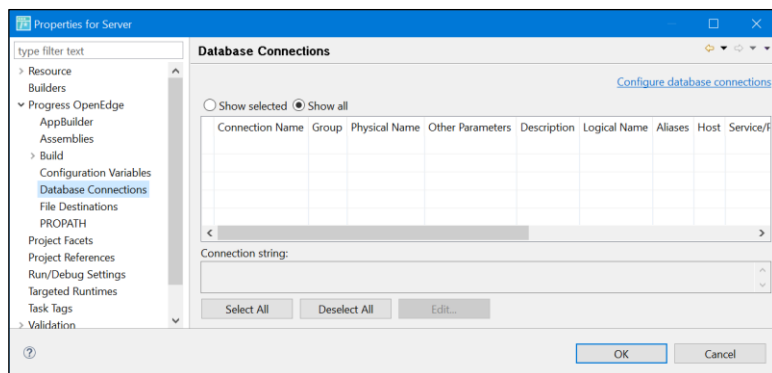 Properties for Server
type filter text
Resource
Builders
Progress OpenEdge
AppBuilder
Assemblies
Build
Configuration Variables
Database Connections
File Destinations
PROPATH
Project Facets
Project References
Run/Debug Settings
Targeted Runtimes
Task Tags
Validation
Database Connections
Configure database connections
Show selected Show all
Connection Name Group Physical Name Other Parameters Description Logical Name Aliases Host Service/P
Connection string:
Select All Deselect All Edit...
OK Cancel